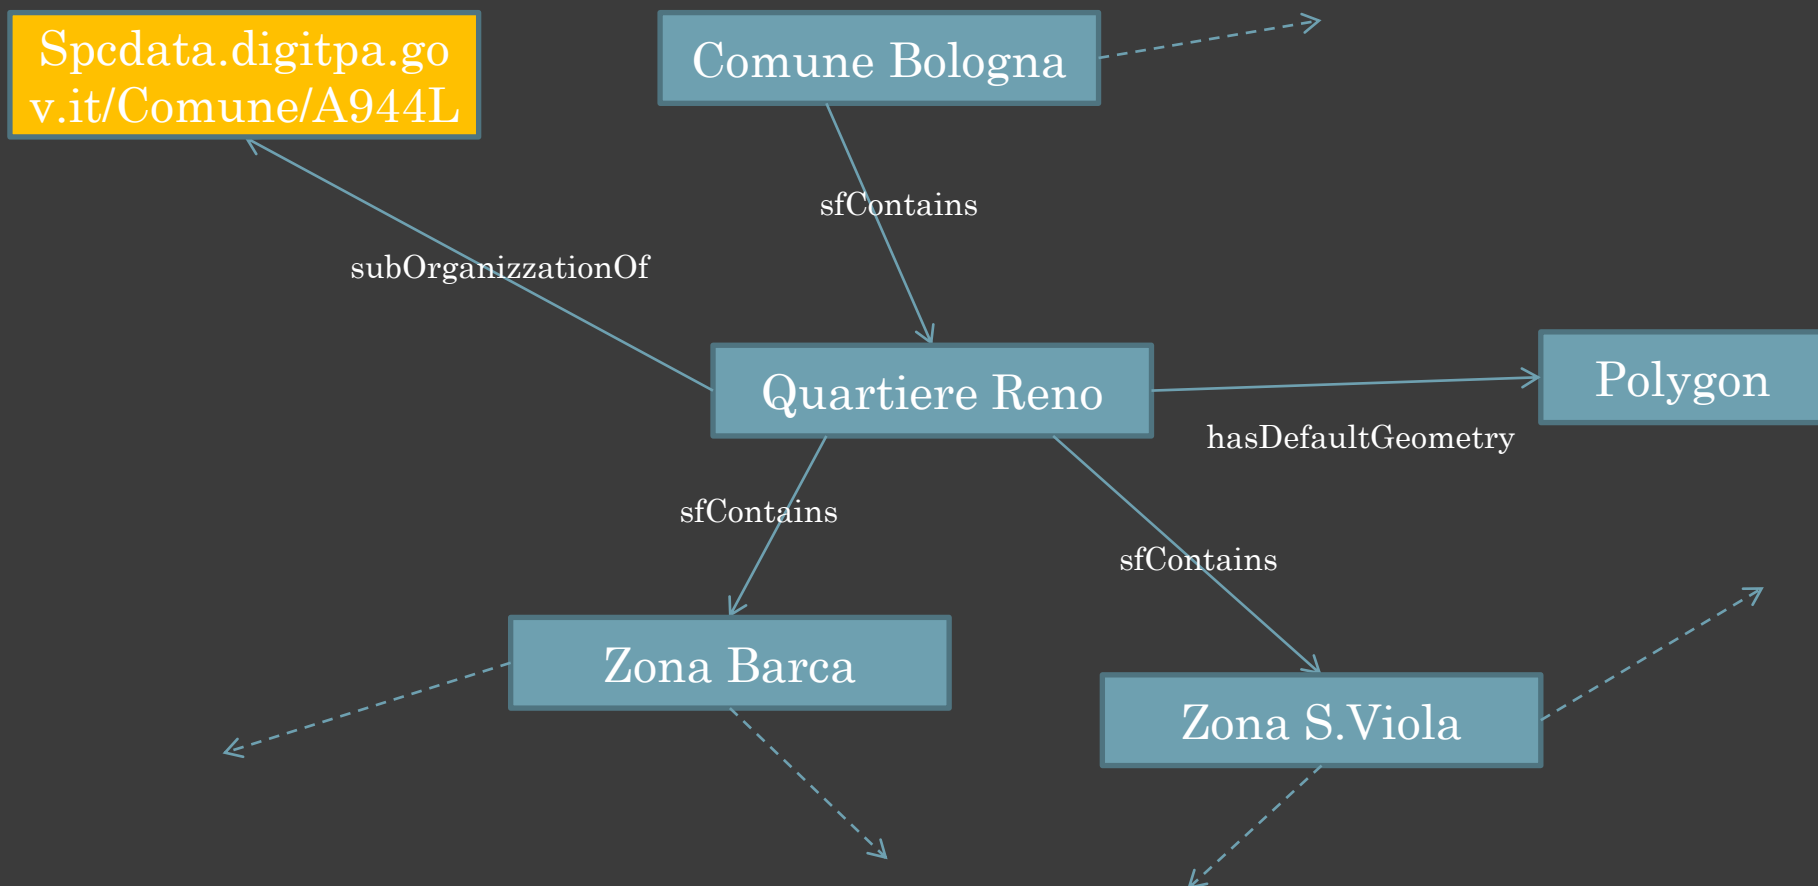 Spcdata.digitpa.go
v.it/Comune/A944L
Comune Bologna
sfContains
subOrganizzationOf
Quartiere Reno
Polygon
hasDefaultGeometry
sfContains
sfContains
Zona Barca
Zona S.Viola